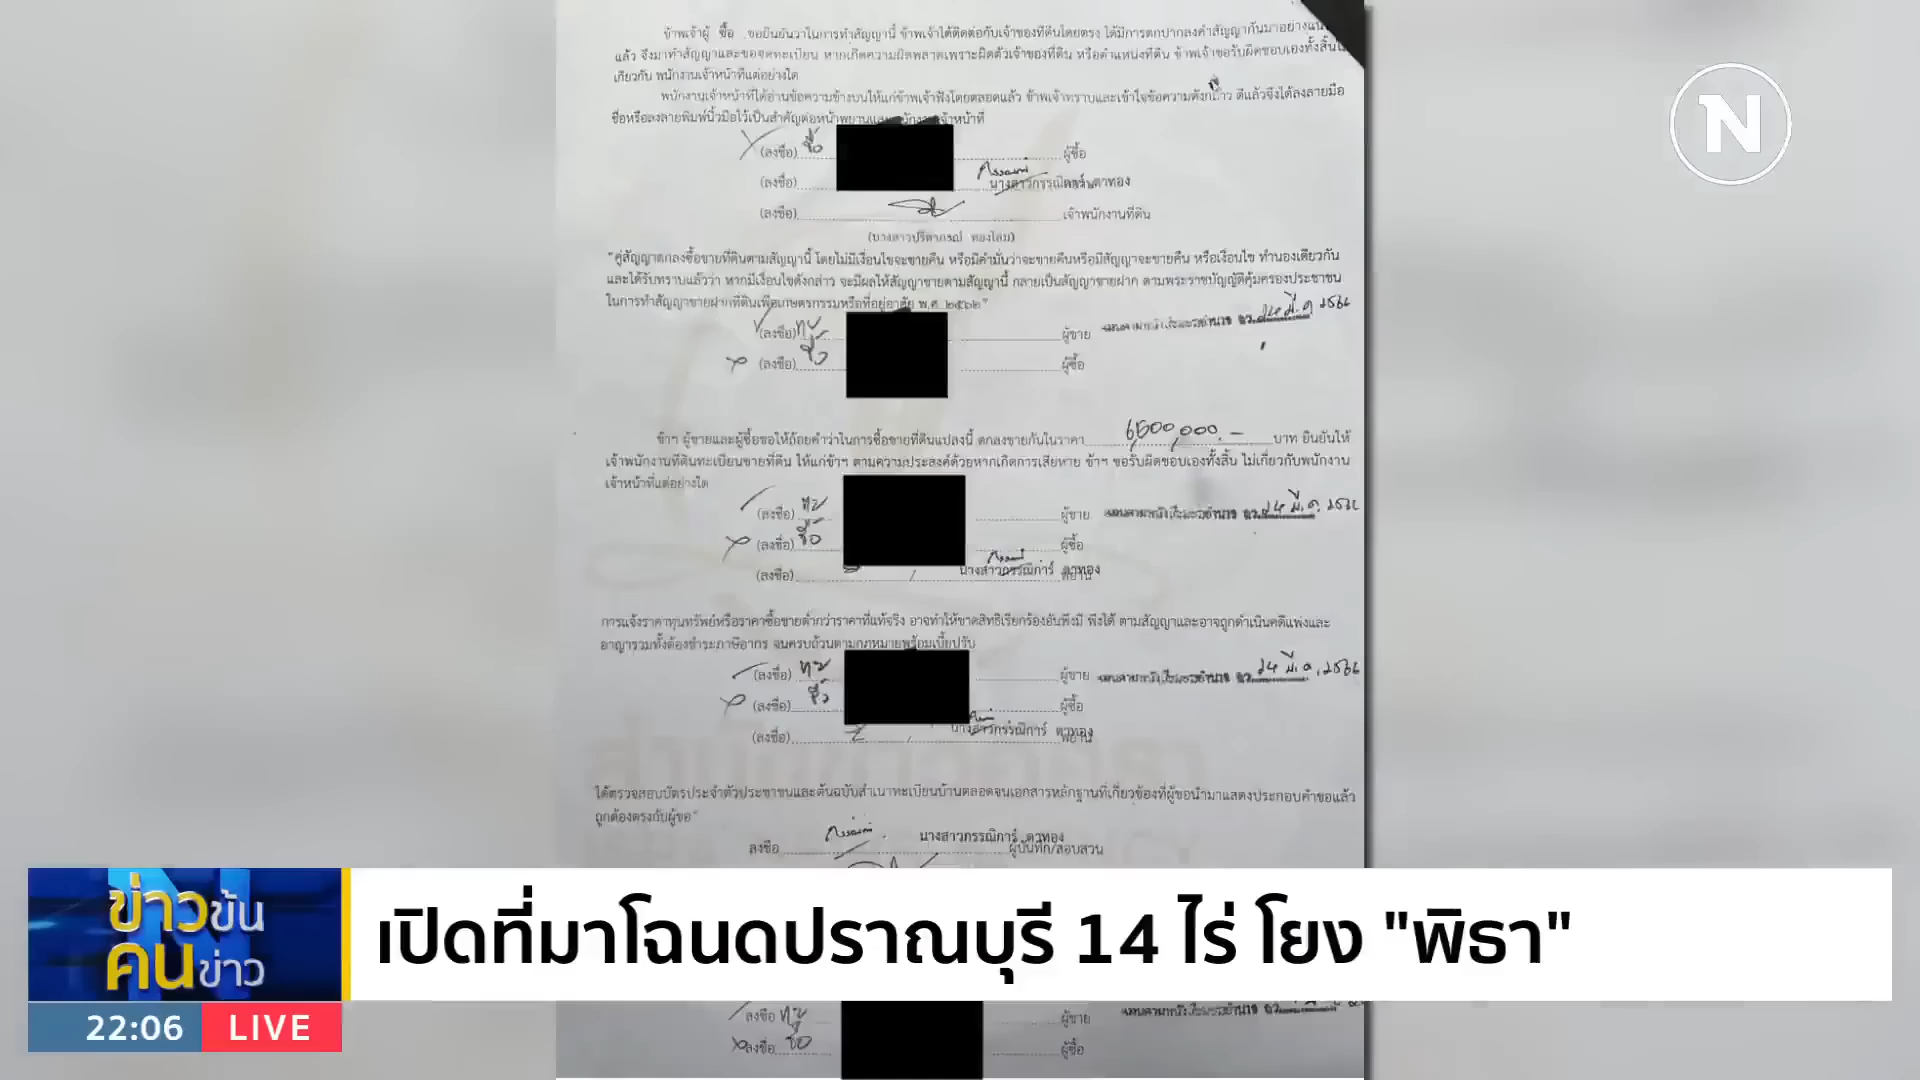 ข้าพเจ้าผู้ ซื้อ ขอยืนยันว่าในการทำสัญญานี้ ข้าพเจ้าได้ติดต่อกับเจ้าของที่ดินโดยตรง ได้มีการตกปากลงคำสัญญากันมาอย่าง
แล้ว จึงมาทำสัญญาและขอจดทะเบียน หากเกิดความผิดพลาดเพราะผิดตัวเจ้าของที่ดิน หรือตำแหน่งที่ดิน ข้าพเจ้าขอรับผิดชอบเองทั้งสิ้น
เกี่ยวกับ พนักงานเจ้าหน้าที่แต่อย่างใด
พนักงานเจ้าหน้าที่ได้อ่านข้อความข้างบนให้แก่ข้าพเจ้าฟังโดยตลอดแล้ว ข้าพเจ้าทราบและเข้าใจข้อความดังกล่าว ดีแล้วจึงได้ลงลายมือ
ชื่อหรือลงลายพิมพ์นิ้วมือไว้เป็นสำคัญต่อหน้าพยานและพนักงานเจ้าหน้าที่
(ลงชื่อ) ซื้อ ผู้ซื้อ
(ลงชื่อ) นางสาวกรรณิการ์ ตาทอง
(ลงชื่อ) เจ้าพนักงานที่ดิน
"คู่สัญญาตกลงซื้อขายที่ดินตามสัญญานี้ โดยไม่มีเงื่อนไขจะขายคืน หรือมีคำมั่นว่าจะขายคืนหรือมีสัญญาจะขายคืน หรือเงื่อนไข ทำนองเดียวกัน
และได้รับทราบแล้วว่า หากมีเงื่อนไขดังกล่าว จะมีผลให้สัญญาขายตามสัญญานี้ กลายเป็นสัญญาขายฝาก ตามพระราชบัญญัติคุ้มครองประชาชน
ในการทำสัญญาขายฝากที่ดินเพื่อเกษตรกรรมหรือที่อยู่อาศัย พ.ศ. ๒๕๖๒"
(ลงชื่อ) ผู้ขาย
(ลงชื่อ) ซื้อ ผู้ซื้อ
ข้าฯ ผู้ขายและผู้ซื้อขอให้ถ้อยคำว่าในการซื้อขายที่ดินแปลงนี้ ตกลงขายกันในราคา 6,500,000.- บาท ยืนยันให้
เจ้าพนักงานที่ดินทะเบียนขายที่ดิน ให้แก่ข้าฯ ตามความประสงค์ด้วยหากเกิดการเสียหาย ข้าฯ ขอรับผิดชอบเองทั้งสิ้น ไม่เกี่ยวกับพนักงาน
เจ้าหน้าที่แต่อย่างใด
(ลงชื่อ) ผู้ขาย
(ลงชื่อ) ซื้อ ผู้ซื้อ
(ลงชื่อ) นางสาวกรรณิการ์ ตาทอง พยาน
การแจ้งราคาทุนทรัพย์หรือราคาซื้อขายต่ำกว่าราคาที่แท้จริง อาจทำให้ขาดสิทธิเรียกร้องอันพึงมี พึงได้ ตามสัญญาและอาจถูกดำเนินคดีแพ่งและ
อาญารวมทั้งต้องชำระภาษีอากร จนครบถ้วนตามกฎหมายพร้อมเบี้ยปรับ
(ลงชื่อ) ผู้ขาย
(ลงชื่อ) ซื้อ ผู้ซื้อ
(ลงชื่อ) นางสาวกรรณิการ์ ตาทอง พยาน
ได้ตรวจสอบบัตรประจำตัวประชาชนและต้นฉบับสำเนาทะเบียนบ้านตลอดจนเอกสารหลักฐานที่เกี่ยวข้องที่ผู้ขอนำมาแสดงประกอบคำขอแล้ว
ถูกต้องตรงกับผู้ขอ"
นางสาวกรรณิการ์ ตาทอง
ลงชื่อ ผู้บันทึก/สอบสวน
ลงชื่อ ผู้ขาย
ลงชื่อ ซื้อ ผู้ซื้อ
N
ข่าวข้น
คนข่าว
เปิดที่มาโฉนดปราณบุรี 14 ไร่ โยง "พิธา"
22:06 LIVE